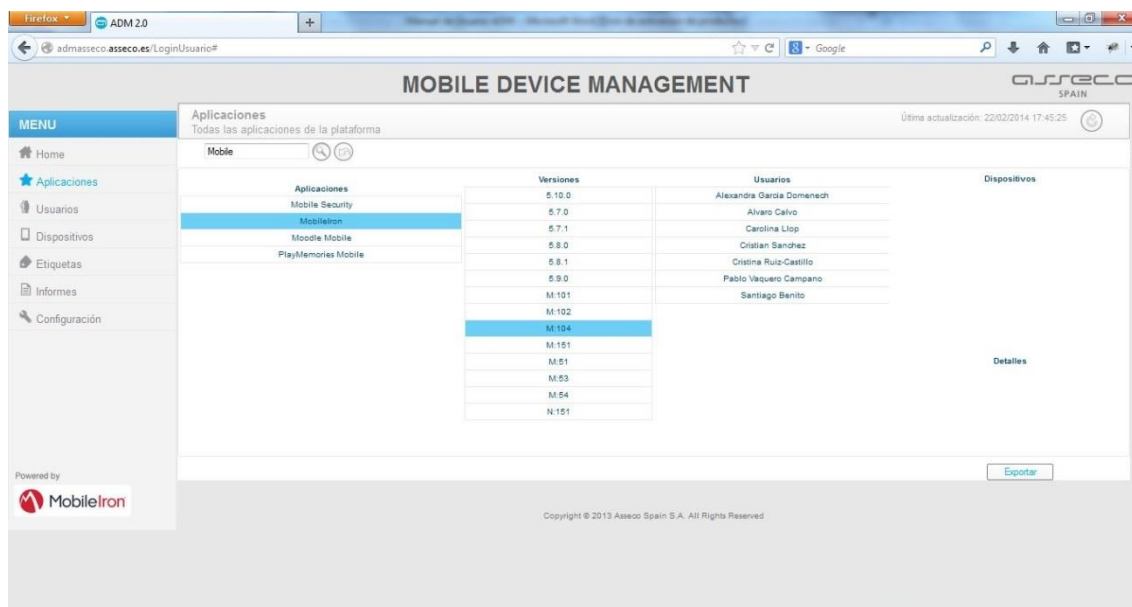 Firefox
ADM 2.0
+
admasseco.asseco.es/LoginUsuario#
Google
MOBILE DEVICE MANAGEMENT
asseco
SPAIN
MENU
Home
Aplicaciones
Usuarios
Dispositivos
Etiquetas
Informes
Configuración
Aplicaciones
Todas las aplicaciones de la plataforma
Útima actualización: 22/02/2014 17:45:25
Mobile
Aplicaciones
Mobile Security
MobileIron
Moodle Mobile
PlayMemories Mobile
Versiones
5.10.0
5.7.0
5.7.1
5.8.0
5.8.1
5.9.0
M:101
M:102
M:104
M:151
M:51
M:53
M:54
N:151
Usuarios
Alexandra Garcia Domenech
Alvaro Calvo
Carolina Llop
Cristian Sanchez
Cristina Ruiz-Castillo
Pablo Vaquero Campano
Santiago Benito
Dispositivos
Detalles
Exportar
Powered by
MobileIron
Copyright © 2013 Asseco Spain S.A. All Rights Reserved